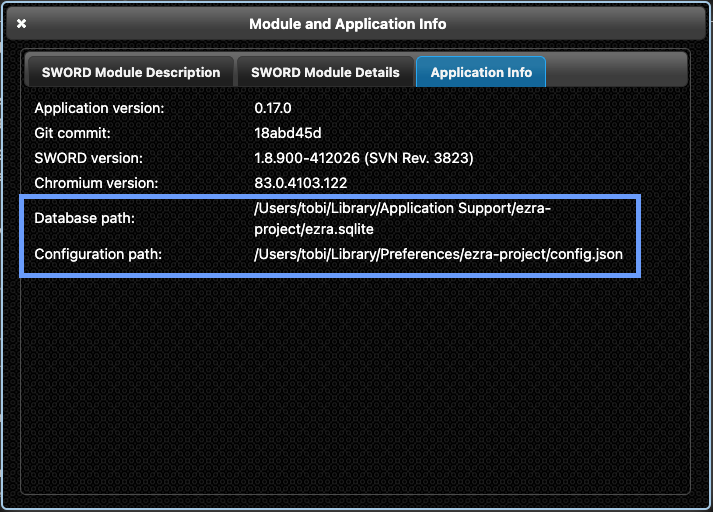 ✖ Module and Application Info
SWORD Module Description SWORD Module Details Application Info
Application version: 0.17.0
Git commit: 18abd45d
SWORD version: 1.8.900-412026 (SVN Rev. 3823)
Chromium version: 83.0.4103.122
Database path: /Users/tobi/Library/Application Support/ezra-
project/ezra.sqlite
Configuration path: /Users/tobi/Library/Preferences/ezra-project/config.json